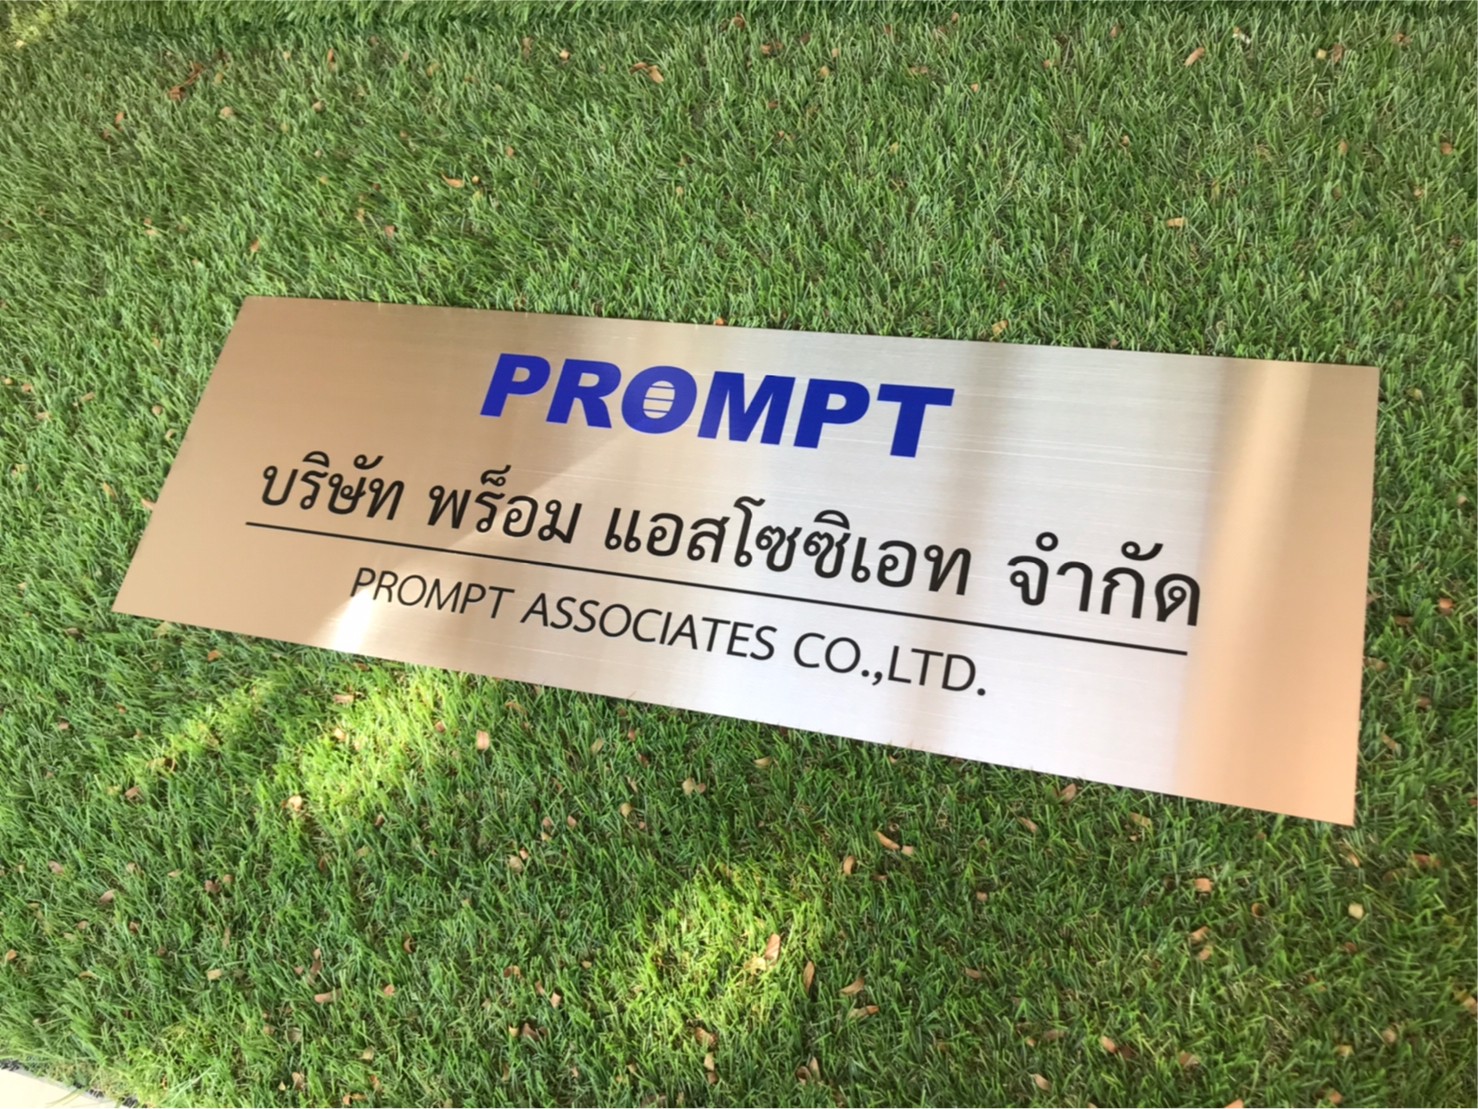 PROMPT
บริษัท พร็อม แอสโซซิเอท จำกัด
PROMPT ASSOCIATES CO.,LTD.